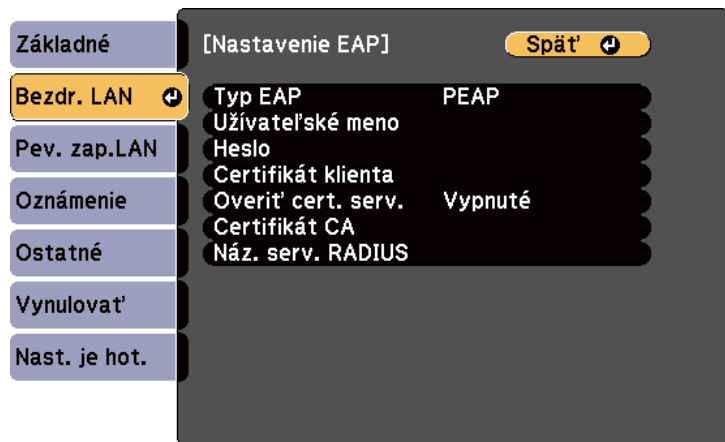 Základné
Bezdr. LAN
Pev. zap.LAN
Oznámenie
Ostatné
Vynulovať
Nast. je hot.
[Nastavenie EAP] Späť
Typ EAP PEAP
Užívateľské meno
Heslo
Certifikát klienta
Overiť cert. serv. Vypnuté
Certifikát CA
Náz. serv. RADIUS